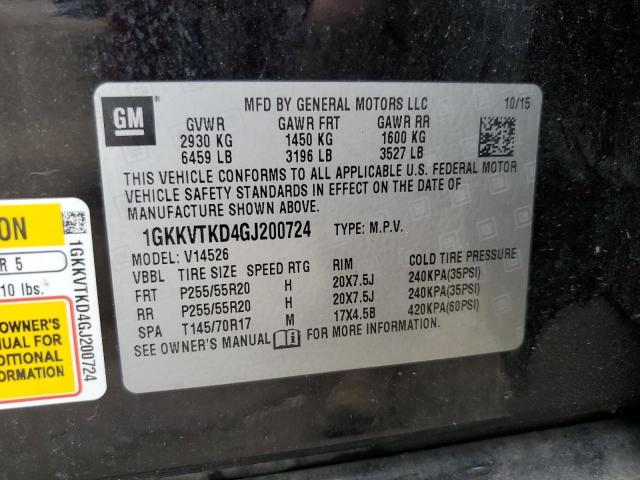 GM
MFD BY GENERAL MOTORS LLC 10/15
GVWR GAWR FRT GAWR RR
2930 KG 1450 KG 1600 KG
6459 LB 3196 LB 3527 LB
THIS VEHICLE CONFORMS TO ALL APPLICABLE U.S. FEDERAL MOTOR
VEHICLE SAFETY STANDARDS IN EFFECT ON THE DATE OF
MANUFACTURE SHOWN ABOVE.
1GKKVTKD4GJ200724 TYPE: M.P.V.
MODEL: V14526
VBBL TIRE SIZE SPEED RTG RIM COLD TIRE PRESSURE
FRT P255/55R20 H 20X7.5J 240KPA(35PSI)
RR P255/55R20 H 20X7.5J 240KPA(35PSI)
SPA T145/70R17 M 17X4.5B 420KPA(60PSI)
SEE OWNER'S MANUAL FOR MORE INFORMATION
ON
R 5
10 lbs.
OWNER'S
NUAL FOR
DITIONAL
ORMATION
1GKKVTKD4GJ200724